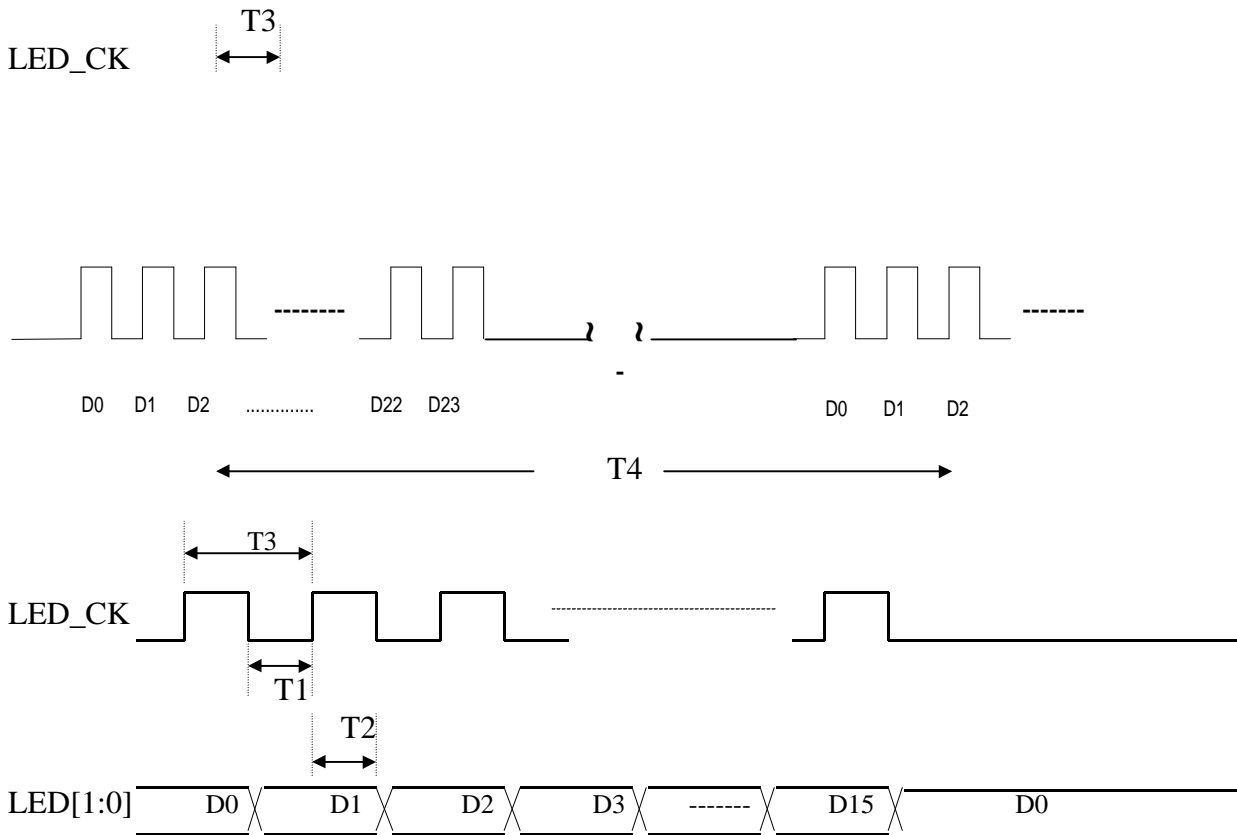 T3
LED_CK
D0 D1 D2 .............. D22 D23 D0 D1 D2
T4
T3
LED_CK
T1
T2
LED[1:0] D0 D1 D2 D3 ------- D15 D0